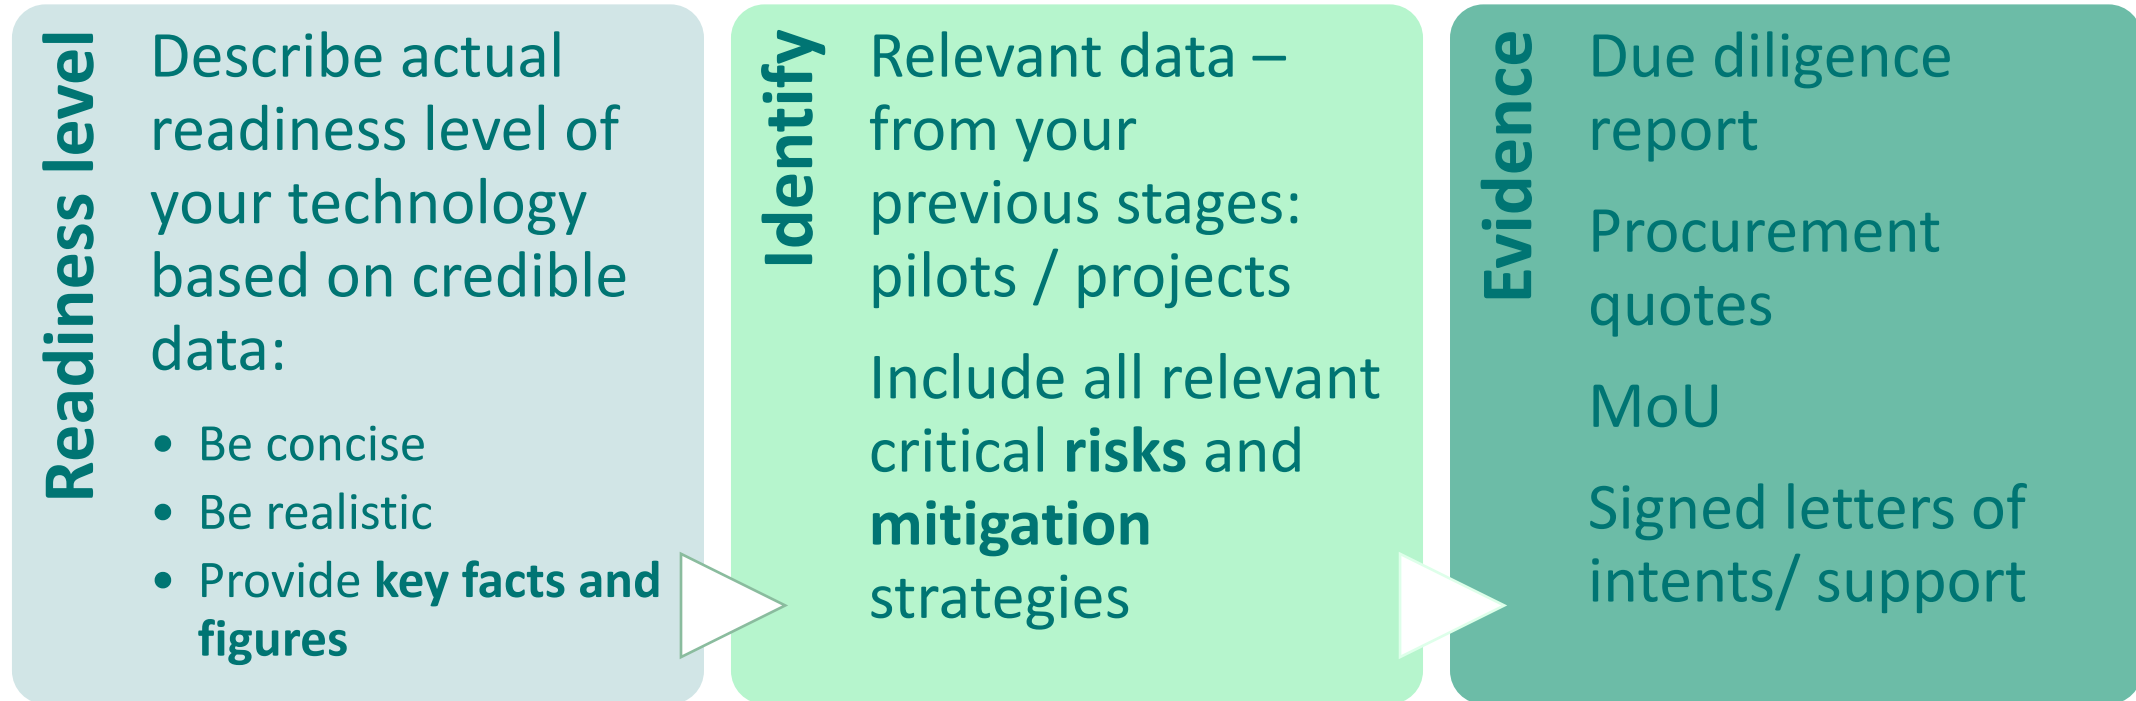 Readiness level
Describe actual
readiness level of
your technology
based on credible
data:
• Be concise
• Be realistic
• Provide key facts and
figures
Identify
Relevant data –
from your
previous stages:
pilots / projects
Include all relevant
critical risks and
mitigation
strategies
Evidence
Due diligence
report
Procurement
quotes
MoU
Signed letters of
intents/ support